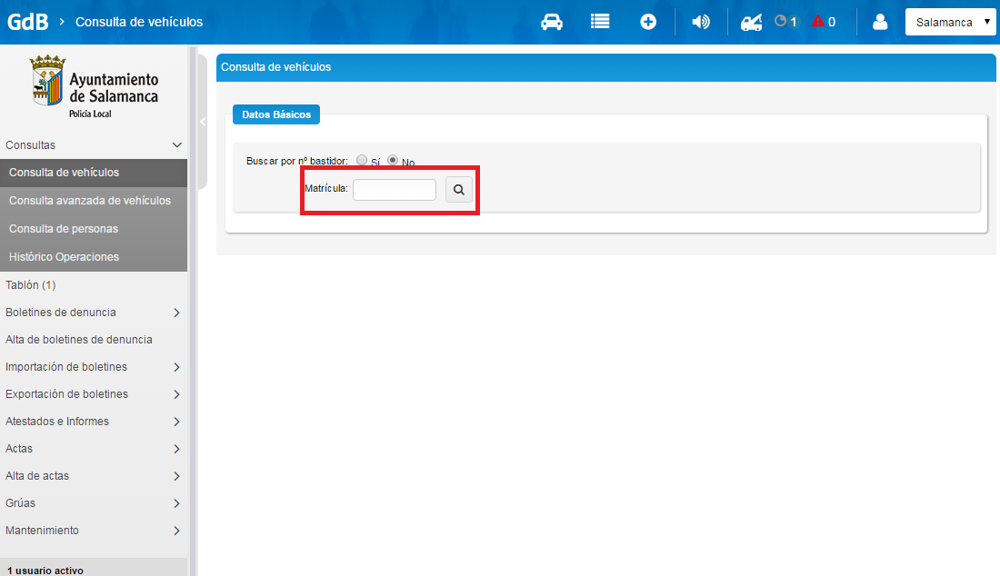 GdB > Consulta de vehículos
1
0
Salamanca
Ayuntamiento
de Salamanca
Policía Local
Consultas
Consulta de vehículos
Consulta avanzada de vehículos
Consulta de personas
Histórico Operaciones
Tablón (1)
Boletines de denuncia
Alta de boletines de denuncia
Importación de boletines
Exportación de boletines
Atestados e Informes
Actas
Alta de actas
Grúas
Mantenimiento
1 usuario activo
Consulta de vehículos
Datos Básicos
Buscar por nº bastidor: Sí No
Matrícula: